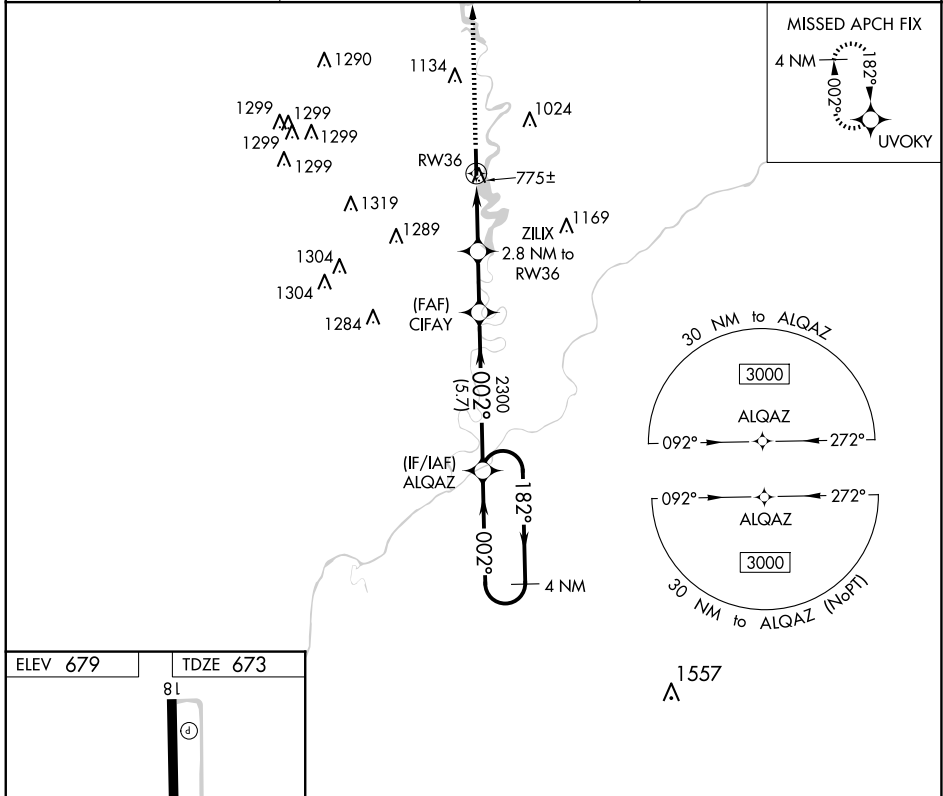 MISSED APCH FIX
4 NM
182°
002°
UVOKY
1290
1134
1299
1299
1299
1299
1299
1024
RW36
775±
1319
1289
1169
ZILIX
2.8 NM to
RW36
1304
1304
1284
(FAF)
CIFAY
2300
002°
(5.7)
(IF/IAF)
ALQAZ
182°
002°
4 NM
30 NM to ALQAZ
3000
ALQAZ
092°
272°
092°
272°
ALQAZ
3000
30 NM to ALQAZ (NoPT)
1557
ELEV 679
TDZE 673
18
P